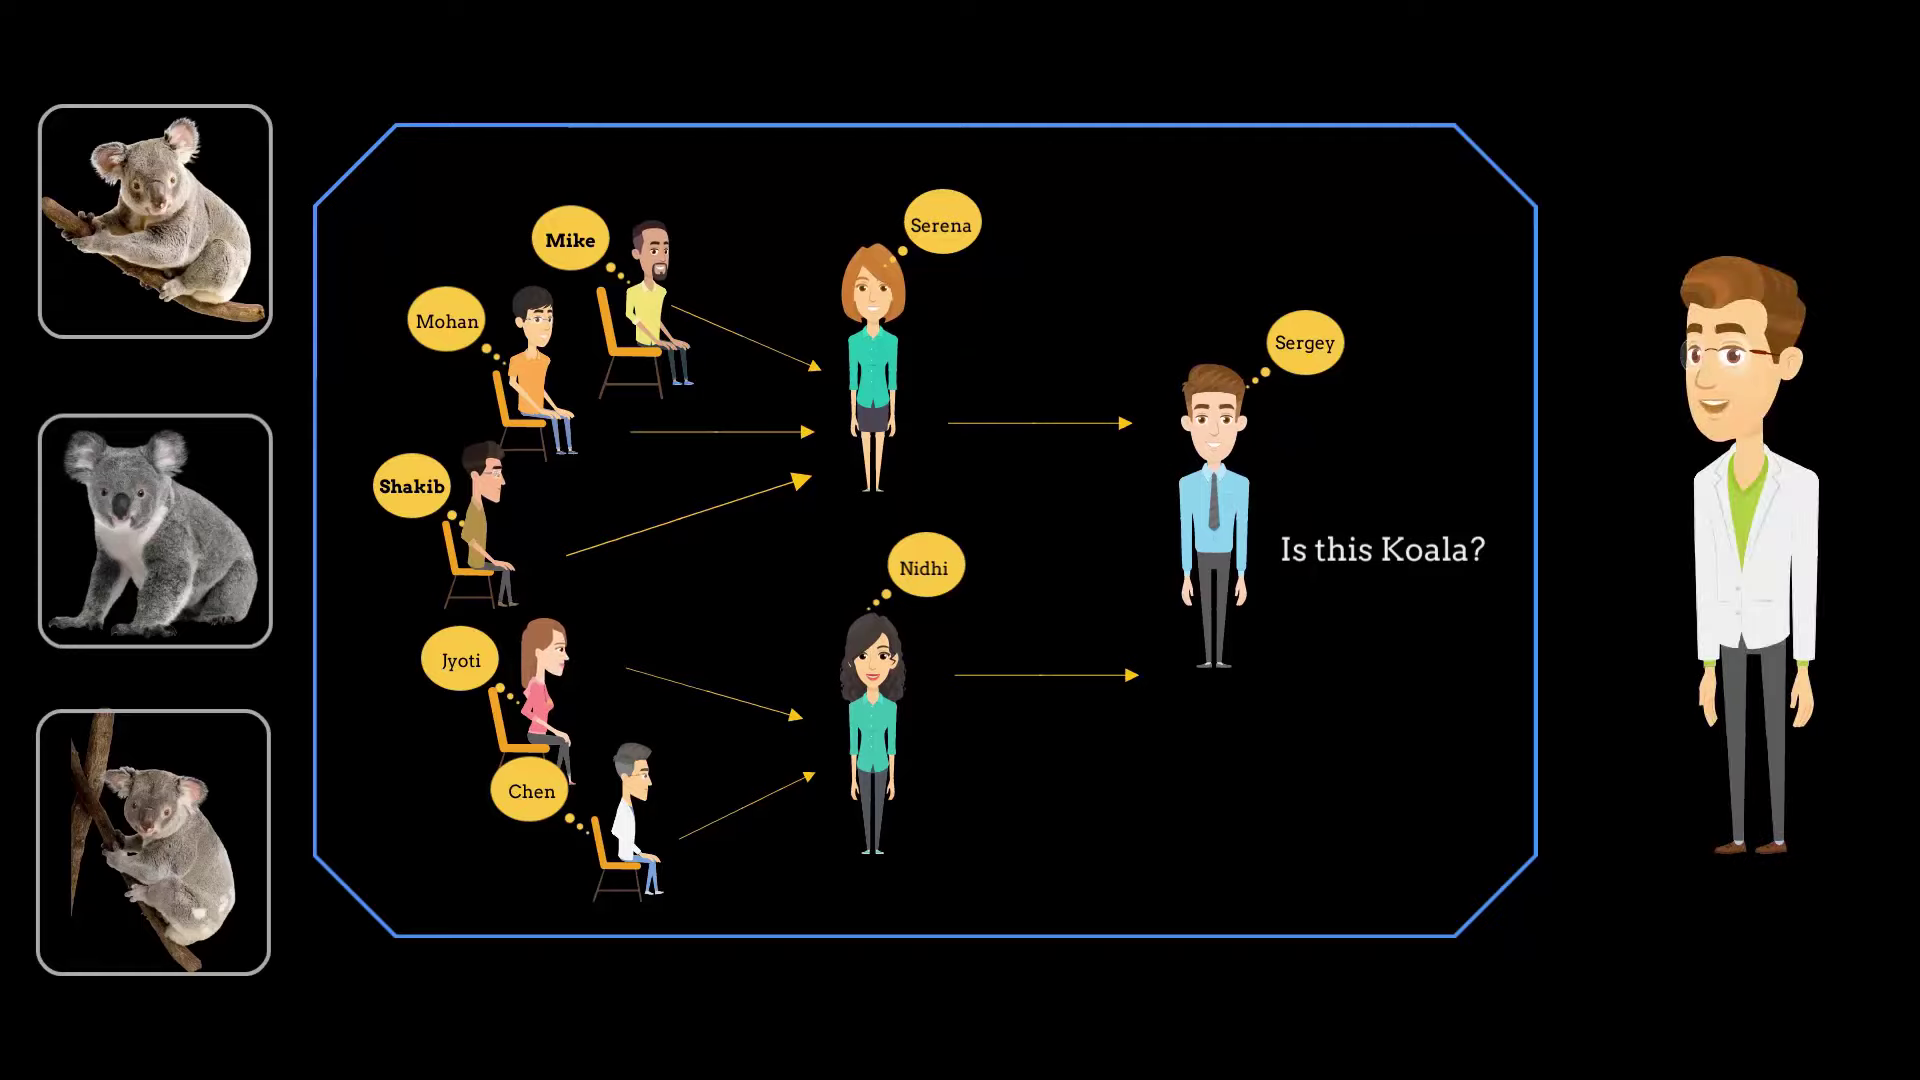 Mike
Serena
Mohan
Sergey
Shakib
Is this Koala?
Nidhi
Jyoti
Chen